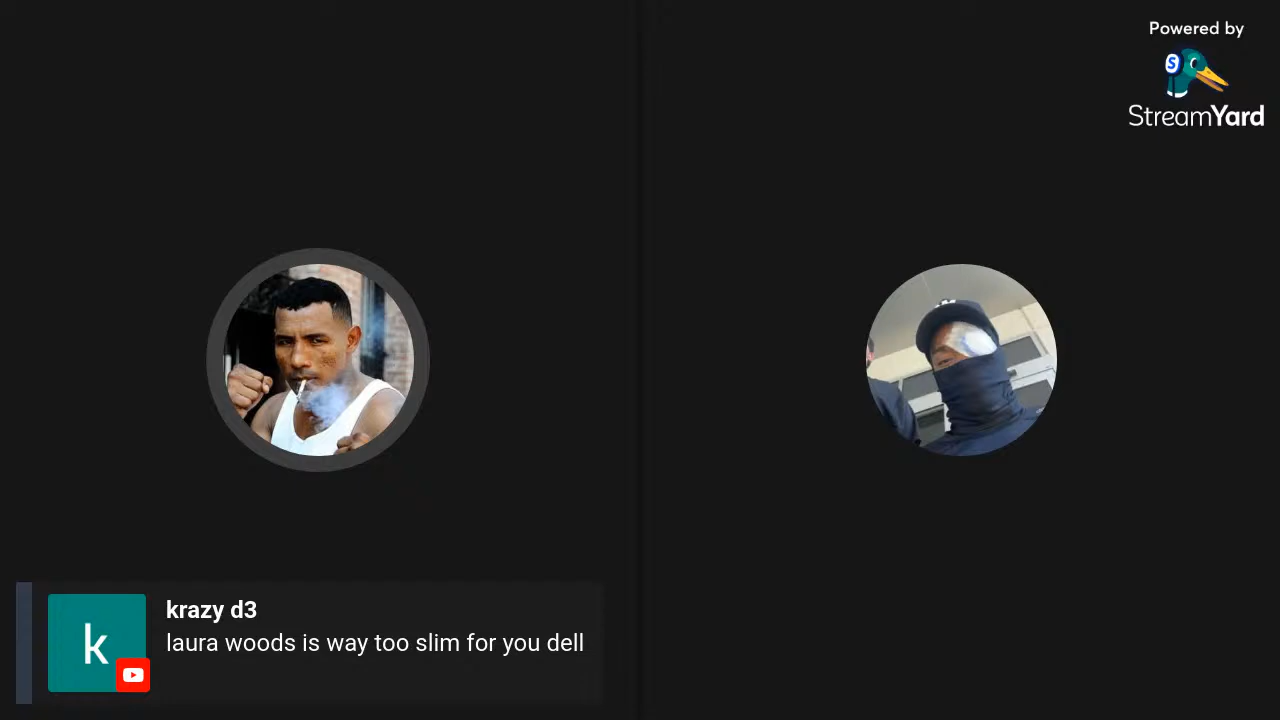 Powered by
S
StreamYard
krazy d3
k
laura woods is way too slim for you dell